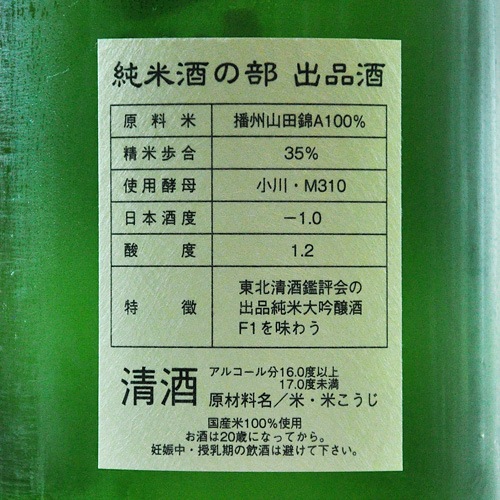 純米酒の部 出品酒
原料米 播州山田錦A100%
精米歩合 35%
使用酵母 小川・M310
日本酒度 −1.0
酸度 1.2
特徴 東北清酒鑑評会の
出品純米大吟醸酒
F1を味わう
清酒 アルコール分16.0度以上
17.0度未満
原材料名／米・米こうじ
国産米100%使用
お酒は20歳になってから。
妊娠中・授乳期の飲酒は避けて下さい。